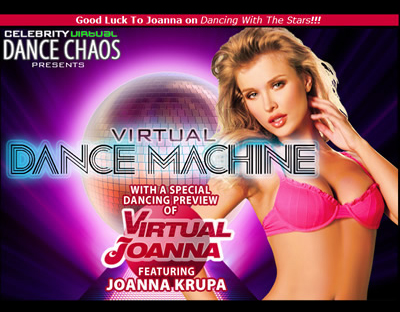 Good Luck To Joanna on Dancing With The Stars!!!
CELEBRITY VIRTUAL
DANCE CHAOS
PRESENTS
VIRTUAL
DANCE MACHINE
WITH A SPECIAL
DANCING PREVIEW
OF
VIRTUAL
JOANNA
FEATURING
JOANNA KRUPA